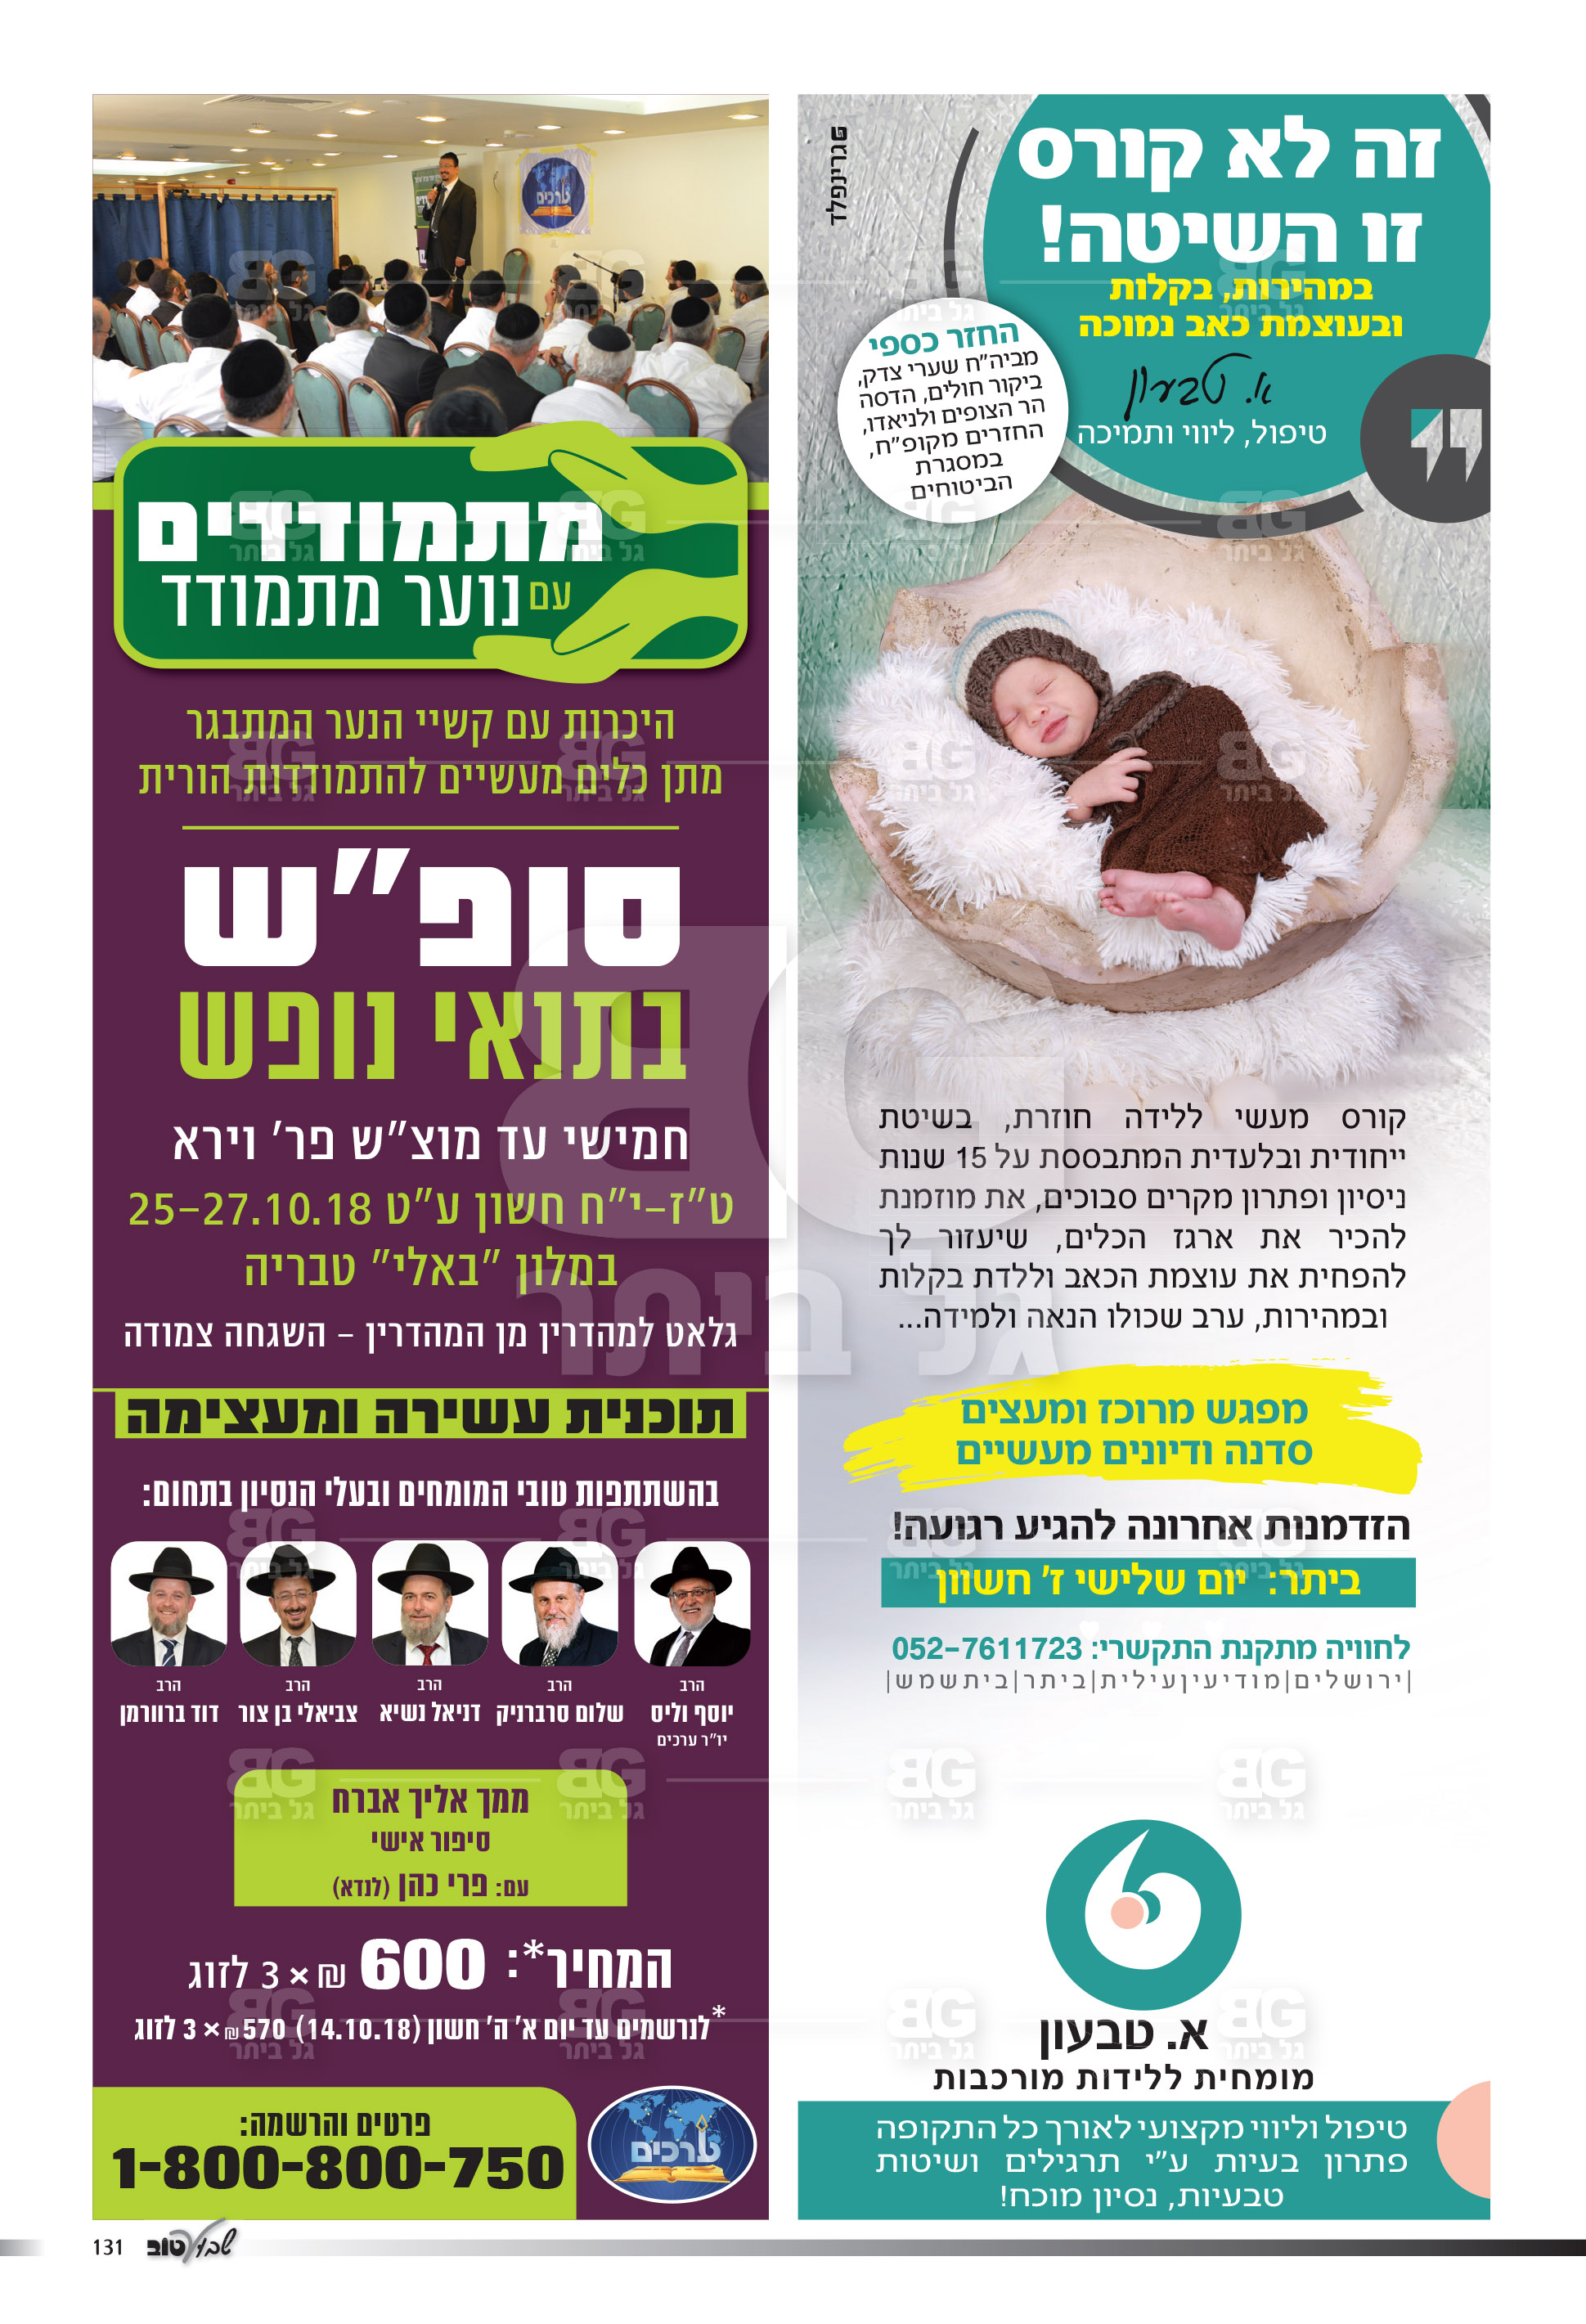 זה לא קורס
זו השיטה!
במהירות, בקלות
ובעוצמת כאב נמוכה
א. טבעון
טיפול, ליווי ותמיכה
גרינפלד
החזר כספי
מביה"ח שערי צדק,
ביקור חולים, הדסה
הר הצופים ולניאדו,
החזרים מקופ"ח,
במסגרת
הביטוחים
קורס מעשי ללידה חוזרת, בשיטת
ייחודית ובלעדית המתבססת על 15 שנות
ניסיון ופתרון מקרים סבוכים, את מוזמנת
להכיר את ארגז הכלים, שיעזור לך
להפחית את עוצמת הכאב וללדת בקלות
ובמהירות, ערב שכולו הנאה ולמידה...
מפגש מרוכז ומעצים
סדנה ודיונים מעשיים
הזדמנות אחרונה להגיע רגועה!
ביתר: יום שלישי ז' חשוון
לחוויה מתקנת התקשרי: 052-7611723
|ירושלים|מודיעיןעילית|ביתר|ביתשמש|
א. טבעון
מומחית ללידות מורכבות
טיפול וליווי מקצועי לאורך כל התקופה
פתרון בעיות ע"י תרגילים ושיטות
טבעיות, נסיון מוכח!
ערכים
מתמודדים
עם נוער מתמודד
היכרות עם קשיי הנער המתבגר
מתן כלים מעשיים להתמודדות הורית
סופ"ש
בתנאי נופש
חמישי עד מוצ"ש פר' וירא
ט"ז-י"ח חשון ע"ט 25-27.10.18
במלון "באלי" טבריה
גלאט למהדרין מן המהדרין - השגחה צמודה
תוכנית עשירה ומעצימה
בהשתתפות טובי המומחים ובעלי הנסיון בתחום:
הרב
יוסף וליס
יו"ר ערכים
הרב
שלום סרברניק
הרב
דניאל נשיא
הרב
צביאלי בן צור
הרב
דוד ברוורמן
ממך אליך אברח
סיפור אישי
עם: פרי כהן (לנדא)
המחיר*: 600 ₪ × 3 לזוג
*לנרשמים עד יום א' ה' חשון (14.10.18) 570 ₪ × 3 לזוג
פרטים והרשמה:
1-800-800-750
ערכים
131 שבוע טוב
BG
גל ביתר